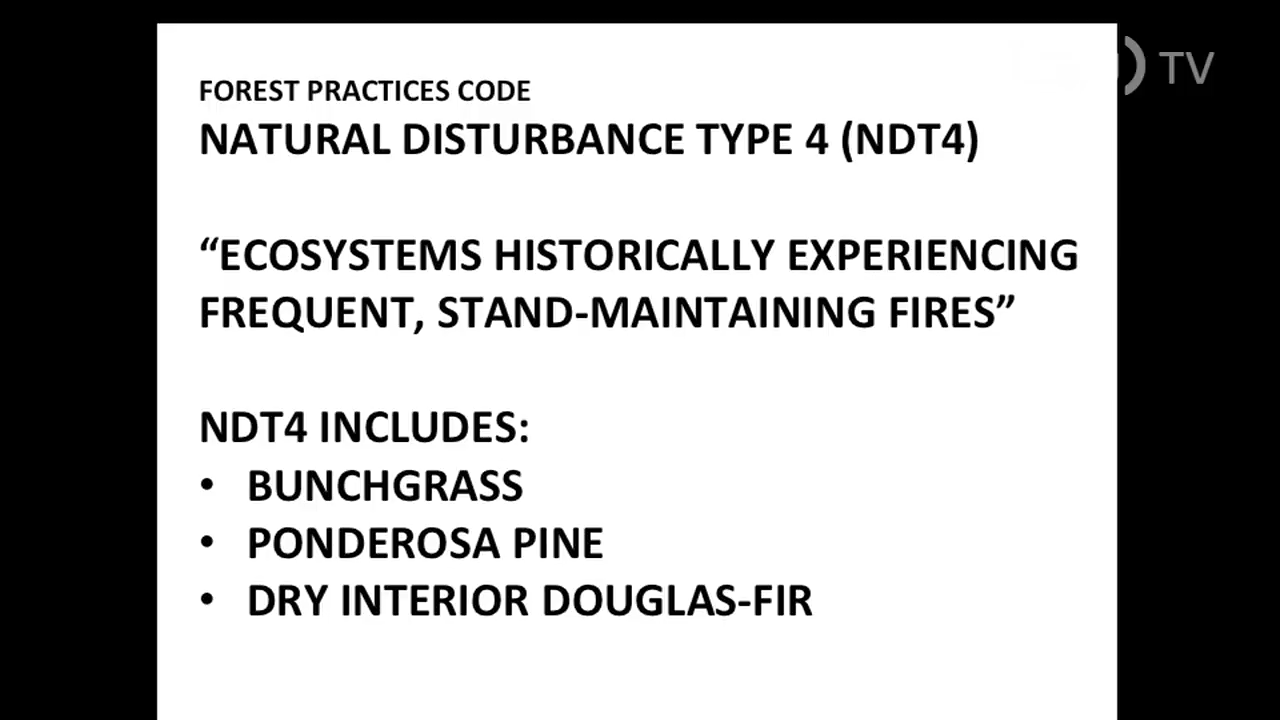 FOREST PRACTICES CODE
NATURAL DISTURBANCE TYPE 4 (NDT4)
“ECOSYSTEMS HISTORICALLY EXPERIENCING
FREQUENT, STAND-MAINTAINING FIRES”
NDT4 INCLUDES:
• BUNCHGRASS
• PONDEROSA PINE
• DRY INTERIOR DOUGLAS-FIR
TV